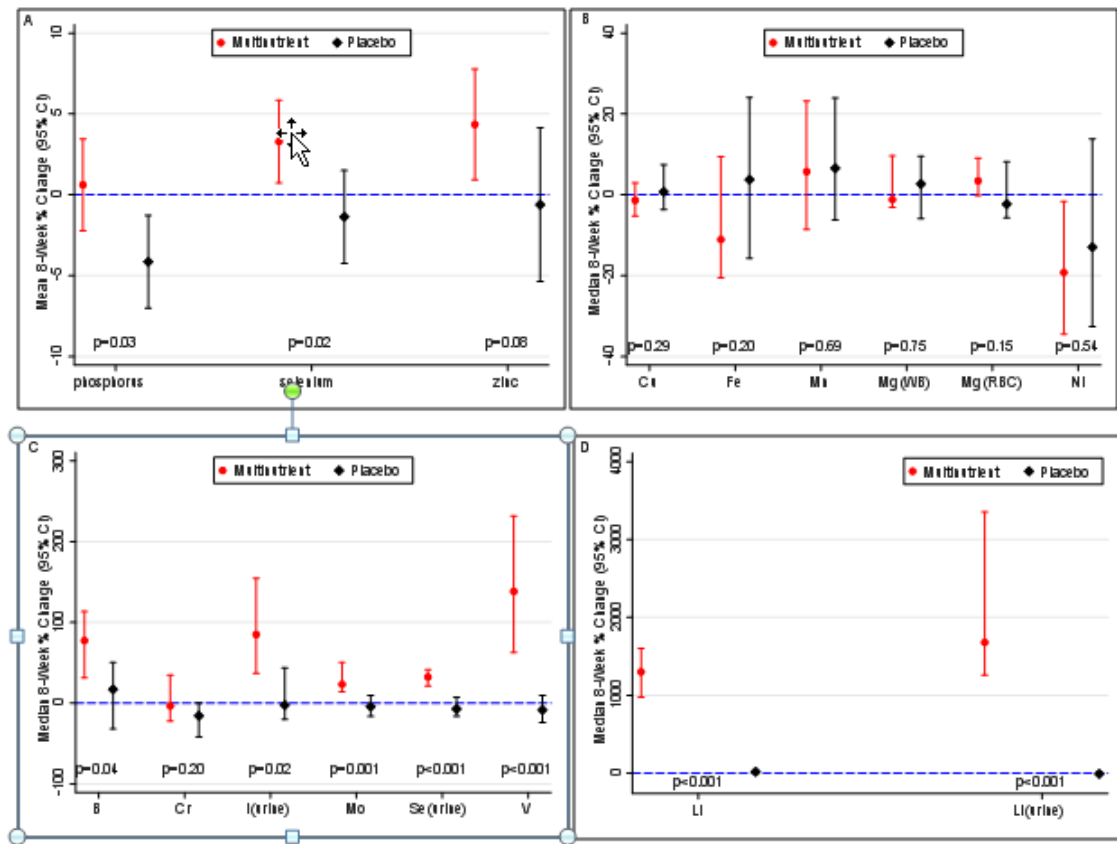 A
Multinutrient Placebo
Mean 8-Week % Change (95% CI)
10
5
0
-5
-10
p=0.03 p=0.02 p=0.08
phosphorus selenium zinc
B
Multinutrient Placebo
Median 8-Week % Change (95% CI)
40
20
0
-20
-40
p=0.29 p=0.20 p=0.69 p=0.75 p=0.15 p=0.54
Cu Fe Mn Mg(WB) Mg(RBC) Ni
C
Multinutrient Placebo
Median 8-Week % Change (95% CI)
300
200
100
0
-100
p=0.04 p=0.20 p=0.02 p=0.001 p<0.001 p<0.001
B Cr I(urine) Mo Se(urine) V
D
Multinutrient Placebo
Median 8-Week % Change (95% CI)
4000
3000
2000
1000
0
p<0.001 p<0.001
Li Li(urine)